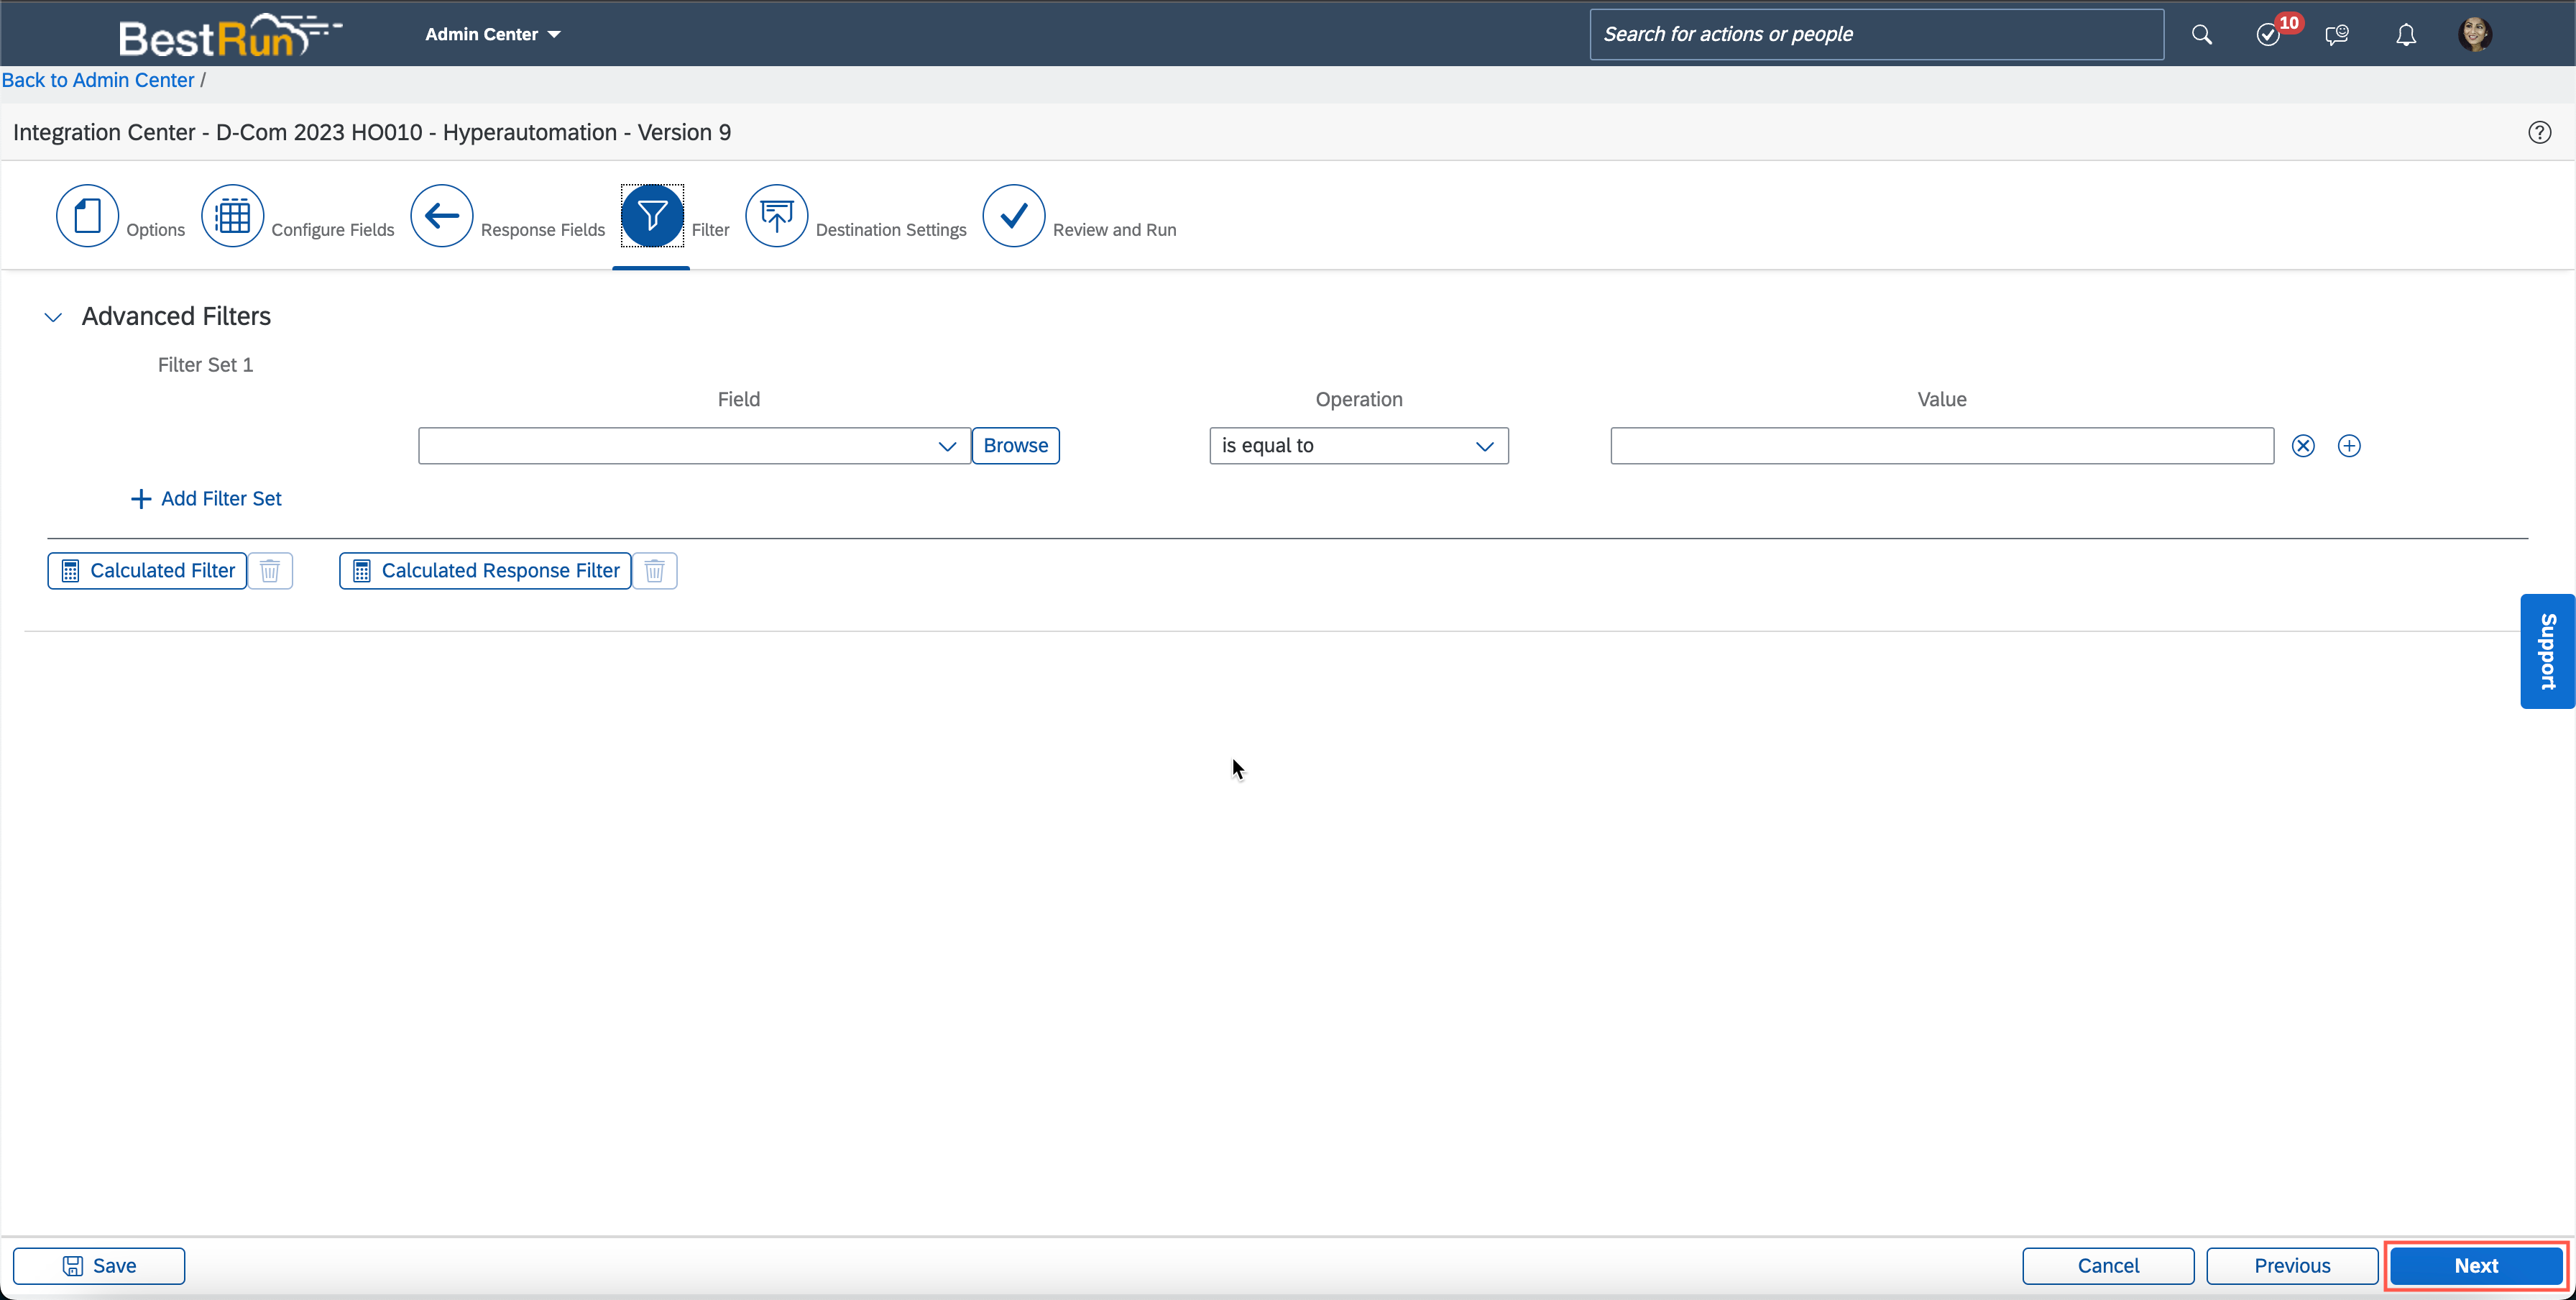 BestRun
Admin Center
Search for actions or people
10
Back to Admin Center /
Integration Center - D-Com 2023 HO010 - Hyperautomation - Version 9
Options
Configure Fields
Response Fields
Filter
Destination Settings
Review and Run
Advanced Filters
Filter Set 1
Field
Operation
Value
Browse
is equal to
Add Filter Set
Calculated Filter
Calculated Response Filter
Support
Save
Cancel
Previous
Next